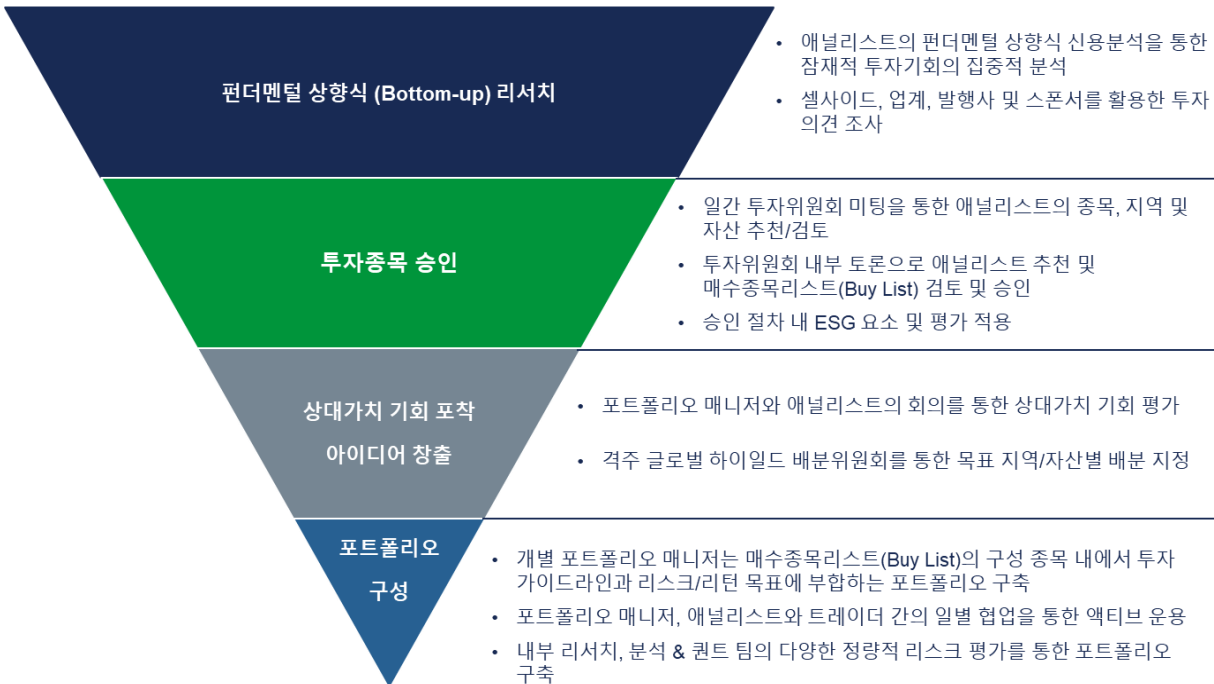 펀더멘털 상향식 (Bottom-up) 리서치
• 애널리스트의 펀더멘털 상향식 신용분석을 통한
잠재적 투자기회의 집중적 분석
• 셀사이드, 업계, 발행사 및 스폰서를 활용한 투자
의견 조사
투자종목 승인
• 일간 투자위원회 미팅을 통한 애널리스트의 종목, 지역 및
자산 추천/검토
• 투자위원회 내부 토론으로 애널리스트 추천 및
매수종목리스트(Buy List) 검토 및 승인
• 승인 절차 내 ESG 요소 및 평가 적용
상대가치 기회 포착
아이디어 창출
• 포트폴리오 매니저와 애널리스트의 회의를 통한 상대가치 기회 평가
• 격주 글로벌 하이일드 배분위원회를 통한 목표 지역/자산별 배분 지정
포트폴리오
구성
• 개별 포트폴리오 매니저는 매수종목리스트(Buy List)의 구성 종목 내에서 투자
가이드라인과 리스크/리턴 목표에 부합하는 포트폴리오 구축
• 포트폴리오 매니저, 애널리스트와 트레이더 간의 일별 협업을 통한 액티브 운용
• 내부 리서치, 분석 & 퀀트 팀의 다양한 정량적 리스크 평가를 통한 포트폴리오
구축